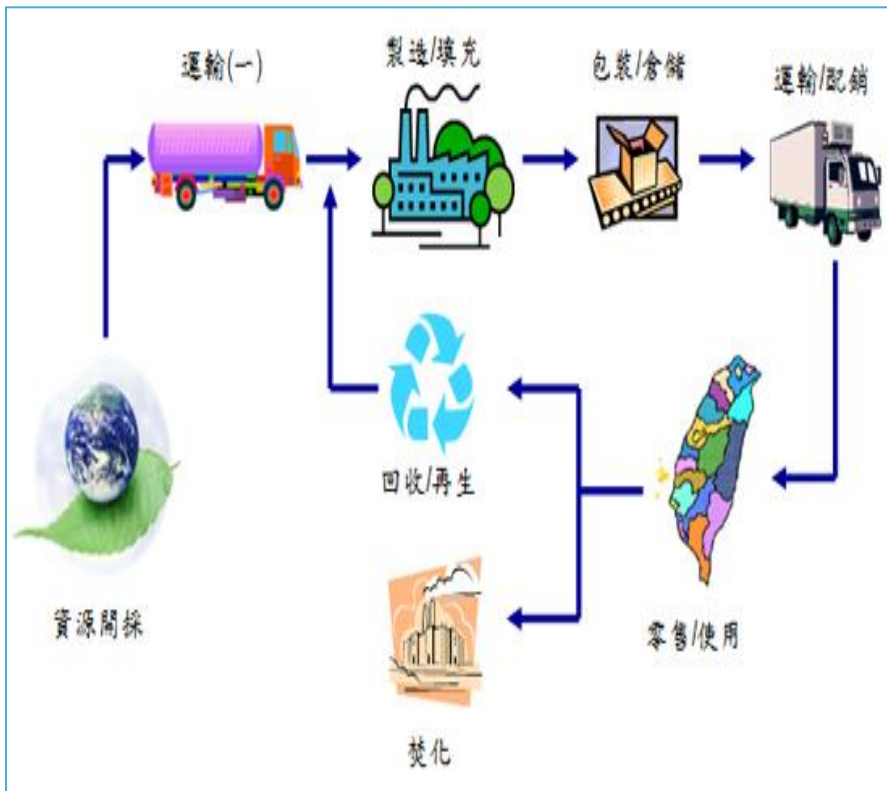 運輸(一)
製造/填充
包裝/倉儲
運輸/配銷
資源開採
回收/再生
零售/使用
焚化